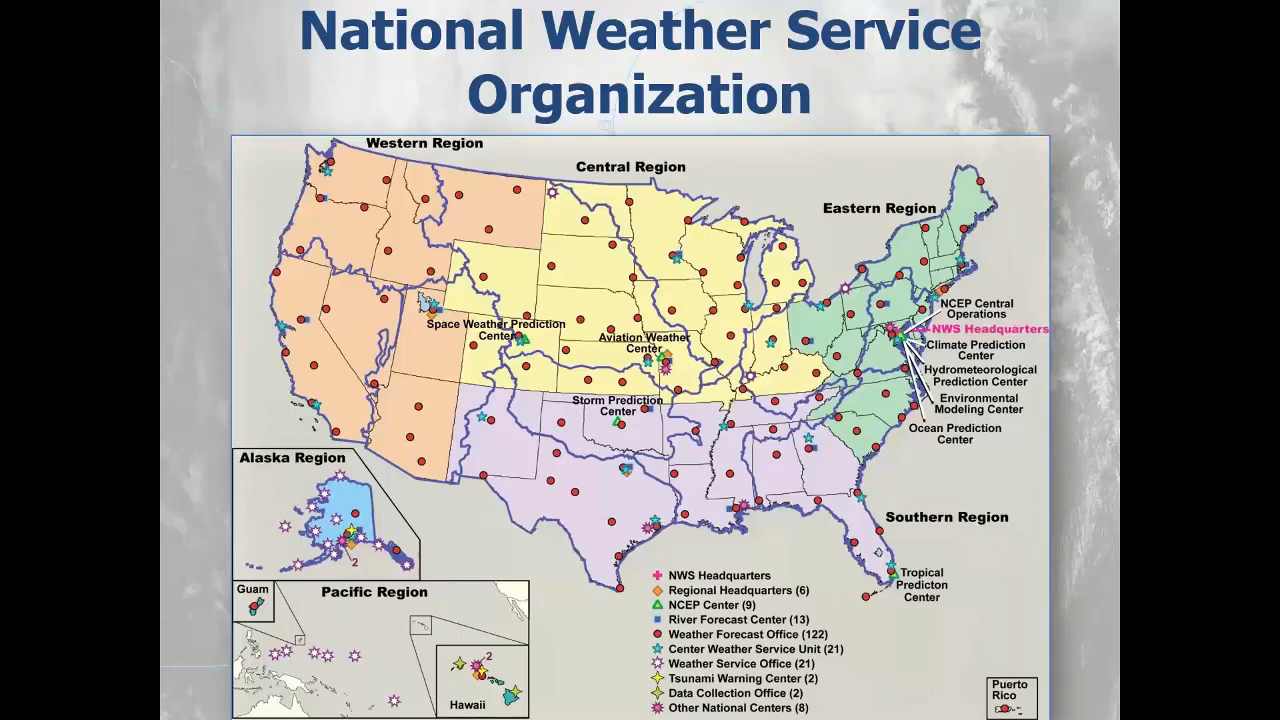 National Weather Service
Organization
Western Region
Central Region
Eastern Region
NCEP Central
Operations
NWS Headquarters
Climate Prediction
Center
Hydrometeorological
Prediction Center
Environmental
Modeling Center
Ocean Prediction
Center
Space Weather Prediction
Center
Aviation Weather
Center
Storm Prediction
Center
Alaska Region
2
Southern Region
Tropical
Predicton
Center
Guam
Pacific Region
2
Hawaii
NWS Headquarters
Regional Headquarters (6)
NCEP Center (9)
River Forecast Center (13)
Weather Forecast Office (122)
Center Weather Service Unit (21)
Weather Service Office (21)
Tsunami Warning Center (2)
Data Collection Office (2)
Other National Centers (8)
Puerto
Rico